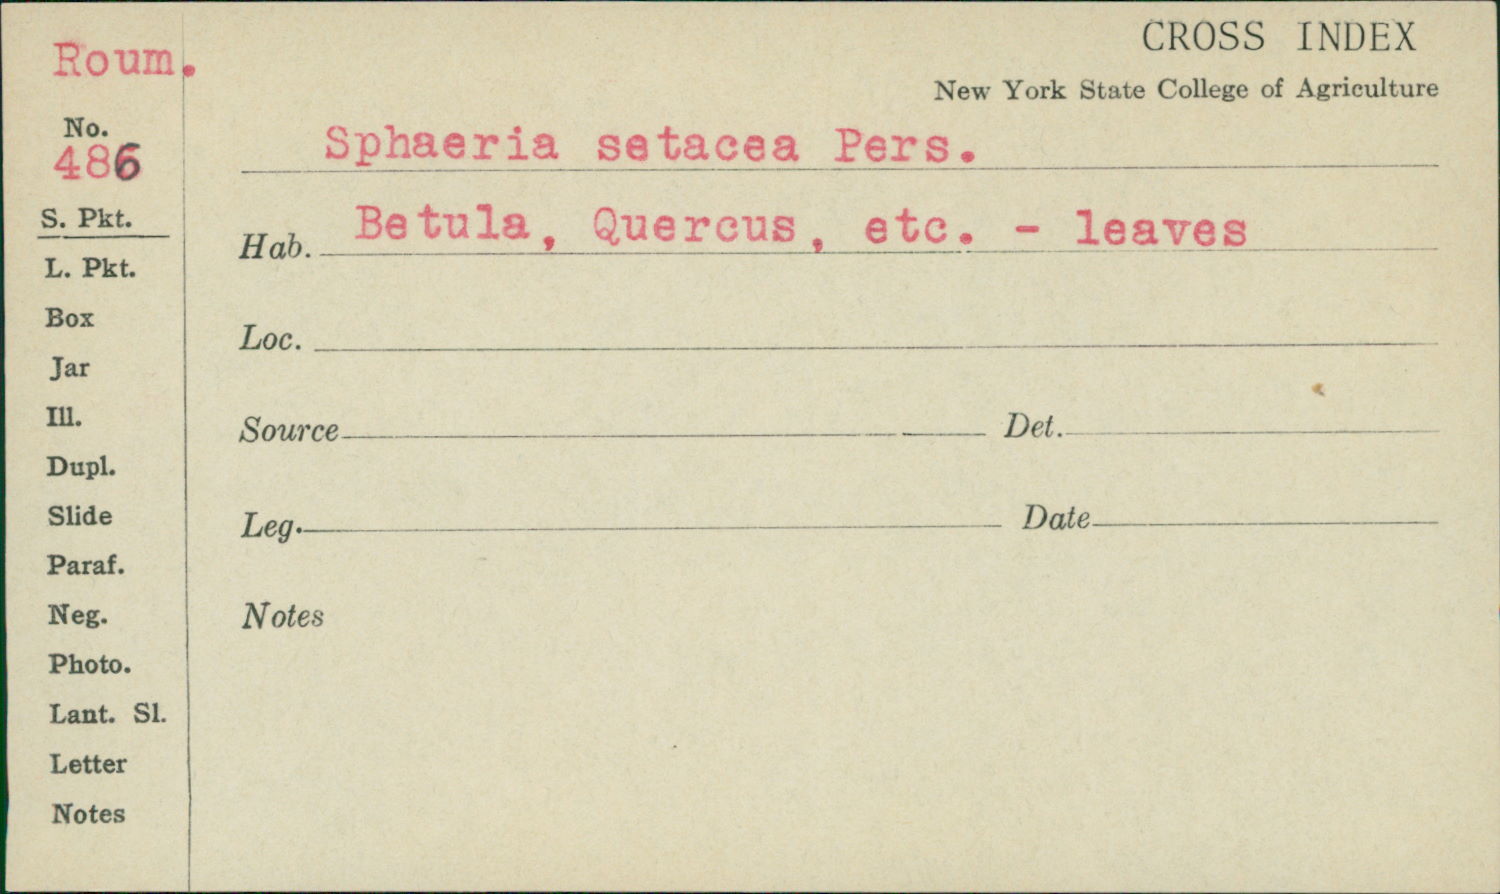 CROSS INDEX
New York State College of Agriculture
Roum.
No.
486
Sphaeria setacea Pers.
Hab. Betula, Quercus, etc. - leaves
Loc.
Source Det.
Leg. Date
Notes
S. Pkt.
L. Pkt.
Box
Jar
Ill.
Dupl.
Slide
Paraf.
Neg.
Photo.
Lant. Sl.
Letter
Notes